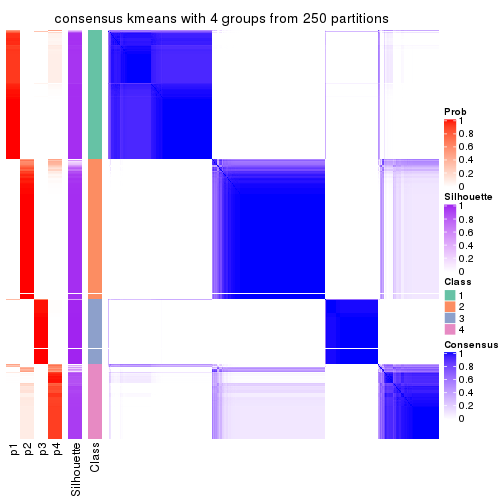 consensus kmeans with 4 groups from 250 partitions
Prob
1
0.8
0.6
0.4
0.2
0
Silhouette
1
0.8
0.6
0.4
0.2
0
Class
1
2
3
4
Consensus
1
0.8
0.6
0.4
0.2
0
p1
p2
p3
p4
Silhouette
Class